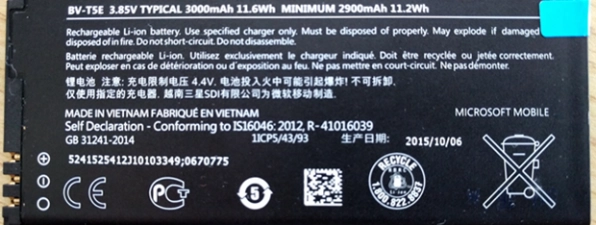 BV-T5E 3.85V TYPICAL 3000mAh 11.6Wh MINIMUM 2900mAh 11.2Wh
Rechargeable Li-ion battery. Use specified charger only. Must be disposed of properly. May explode if damaged
disposed of in fire. Do not short-circuit. Do not disassemble.
Batterie rechargeable Li-ion. Utilisez exclusivement le chargeur indiqué. Doit être recyclée ou jetée correctement.
Peut exploser en cas de détérioration ou de feu. Ne pas mettre en court-circuit. Ne pas démonter.
锂电池 注意: 充电限制电压 4.4V. 电池投入火中可能引起爆炸! 不可拆卸.
仅使用指定的充电器. 越南三星SDI有限公司为微软移动制造.
MADE IN VIETNAM FABRIQUÉ EN VIETNAM
MICROSOFT MOBILE
Self Declaration - Conforming to IS16046: 2012, R-41016039
GB 31241-2014 1ICP5/43/93 生产日期: 2015/10/06
5241525412J10103349;0670775
CE
5
RECYCLE
1.800.822.8837